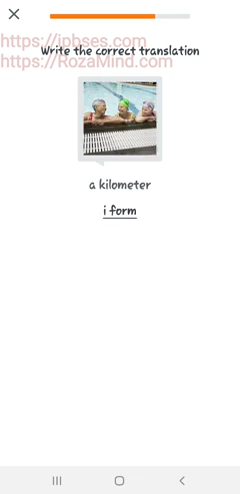 https://ipbses.com
Write the correct translation
https://RozaMind.com
a kilometer
i form